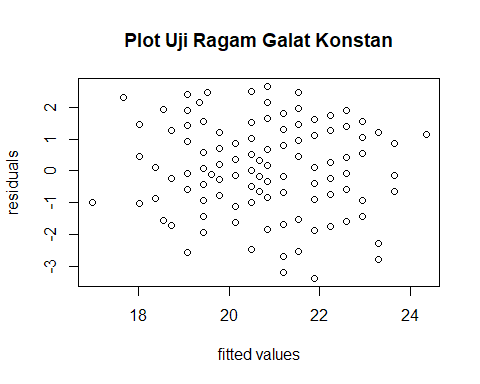 Plot Uji Ragam Galat Konstan
residuals
2
1
0
-1
-2
-3
18 20 22 24
fitted values